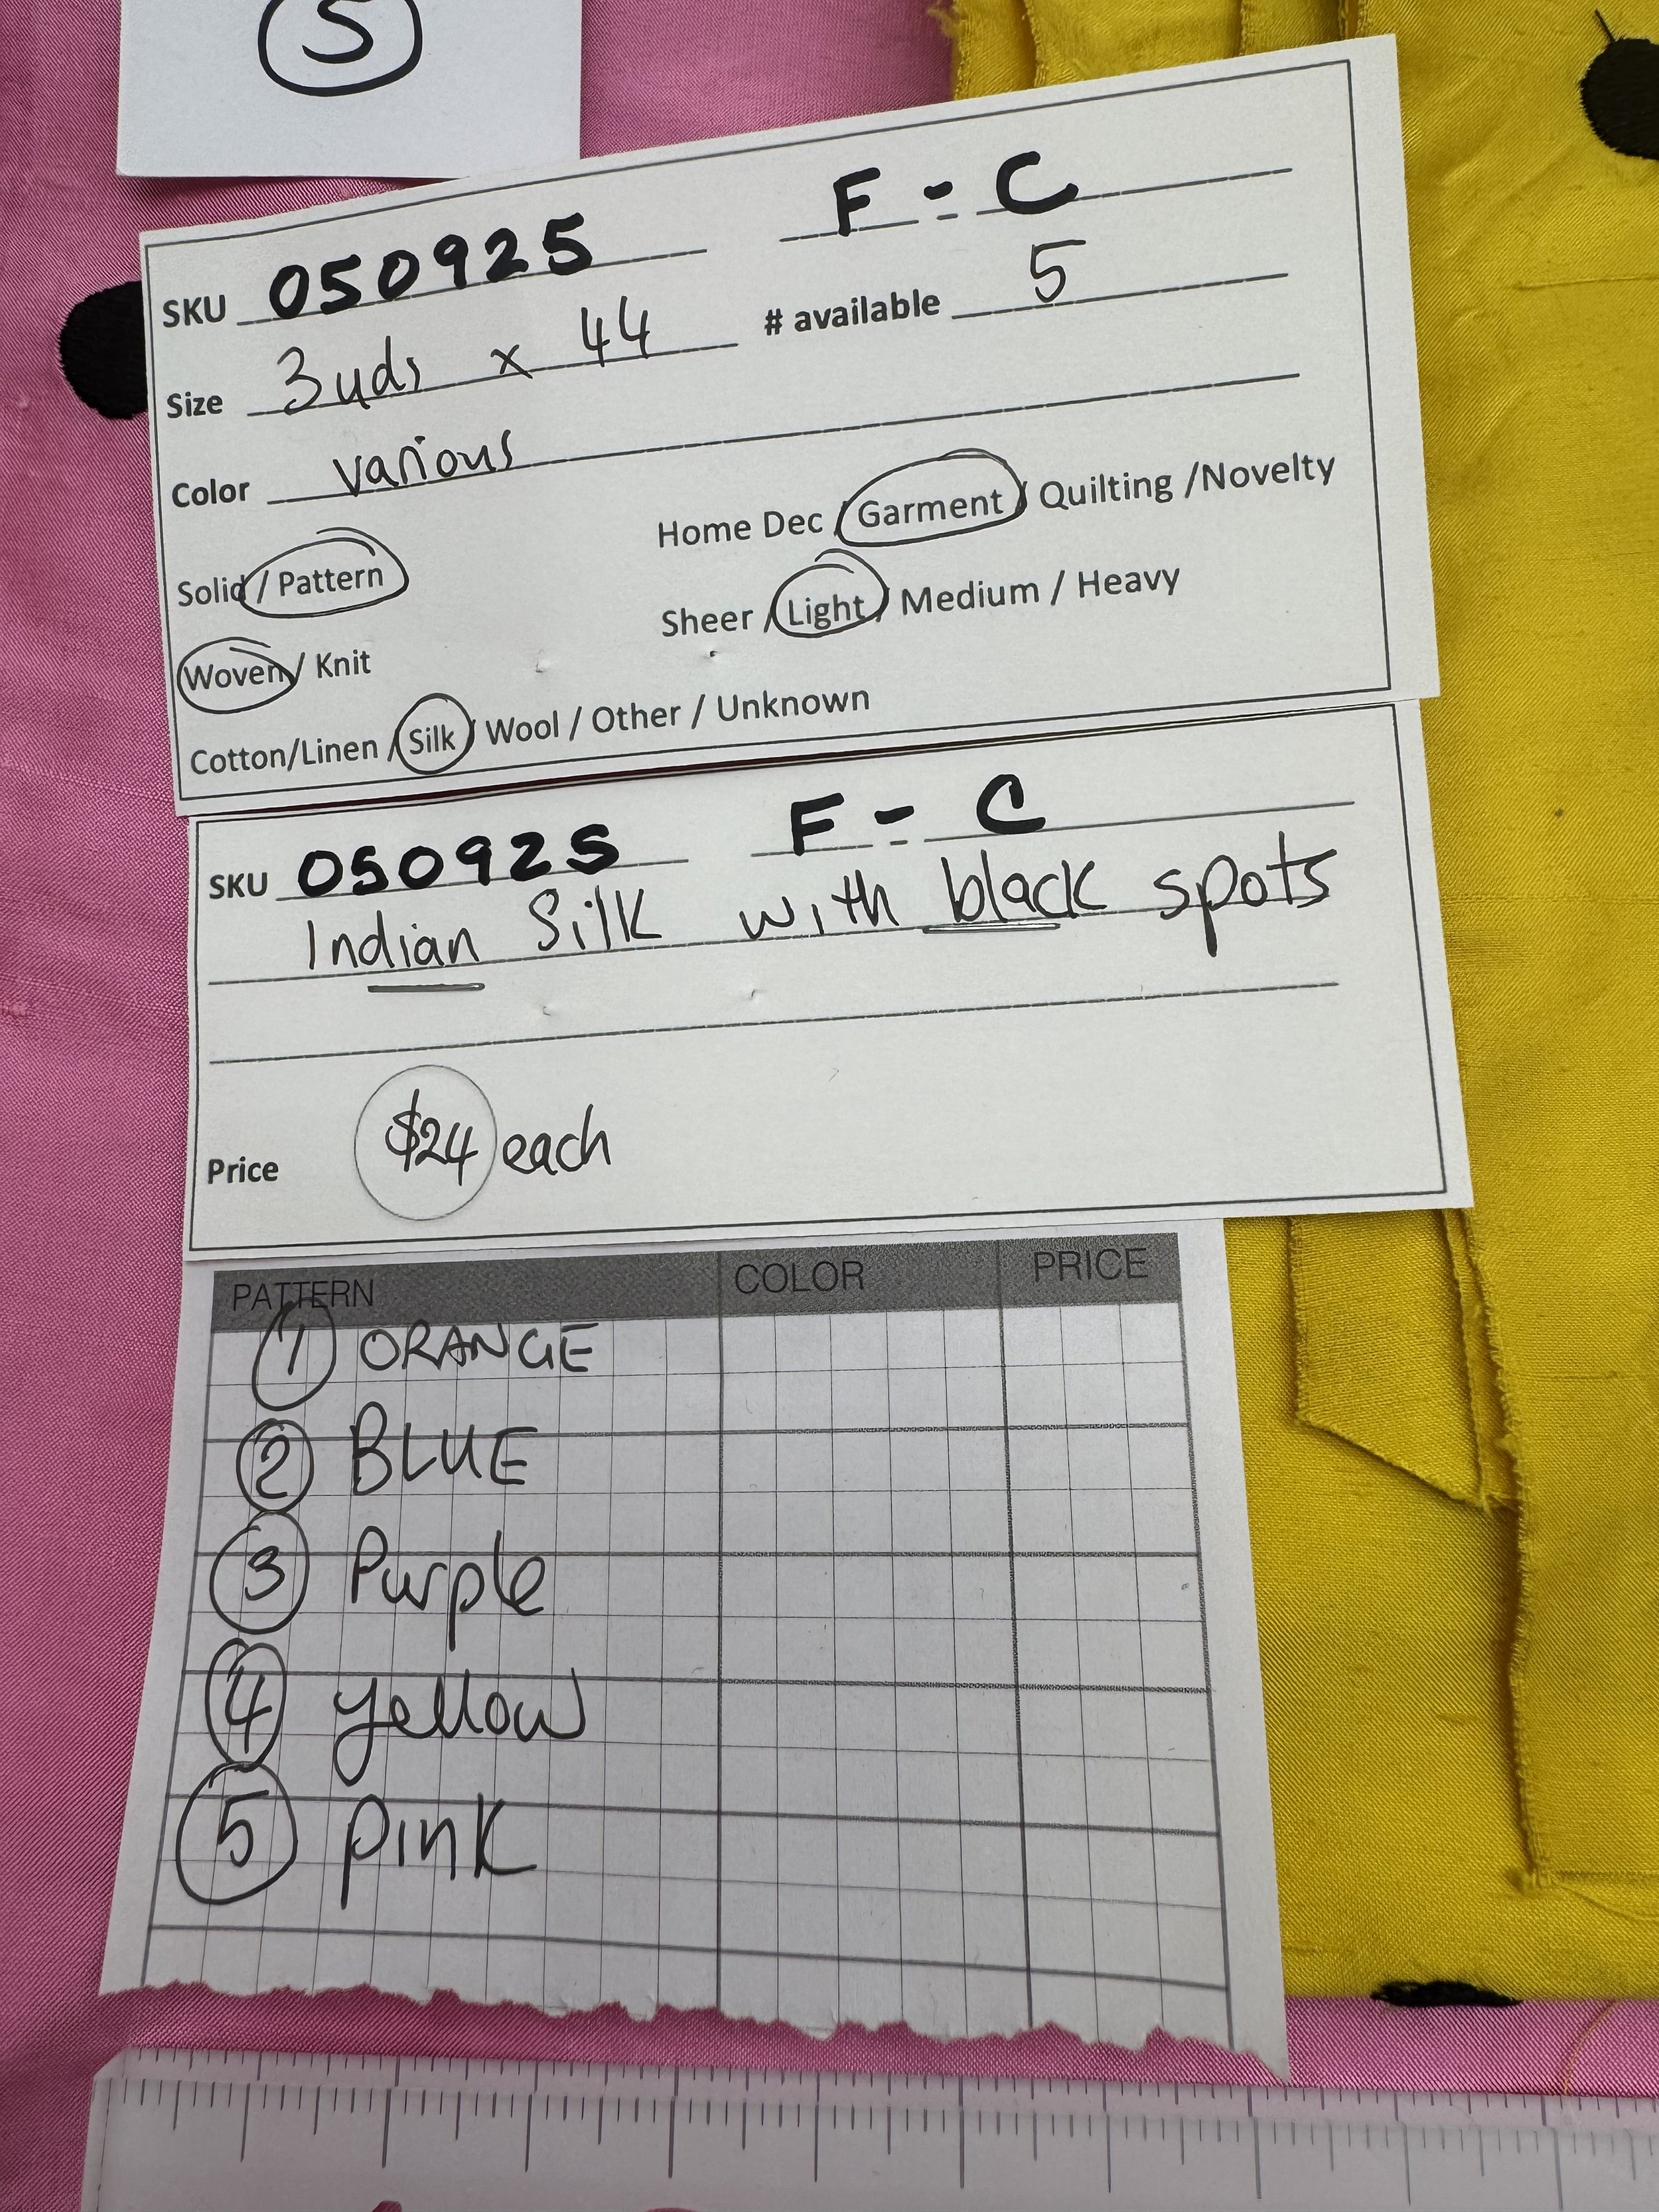 5
SKU 050925 F - C
Size 3yds x 44 # available 5
Color various
Solid / Pattern Home Dec / Garment / Quilting /Novelty
Woven / Knit Sheer / Light / Medium / Heavy
Cotton/Linen / Silk / Wool / Other / Unknown
SKU 050925 F - C
Indian Silk with black spots
Price $24 each
PATTERN COLOR PRICE
1 ORANGE
2 BLUE
3 Purple
4 yellow
5 pink